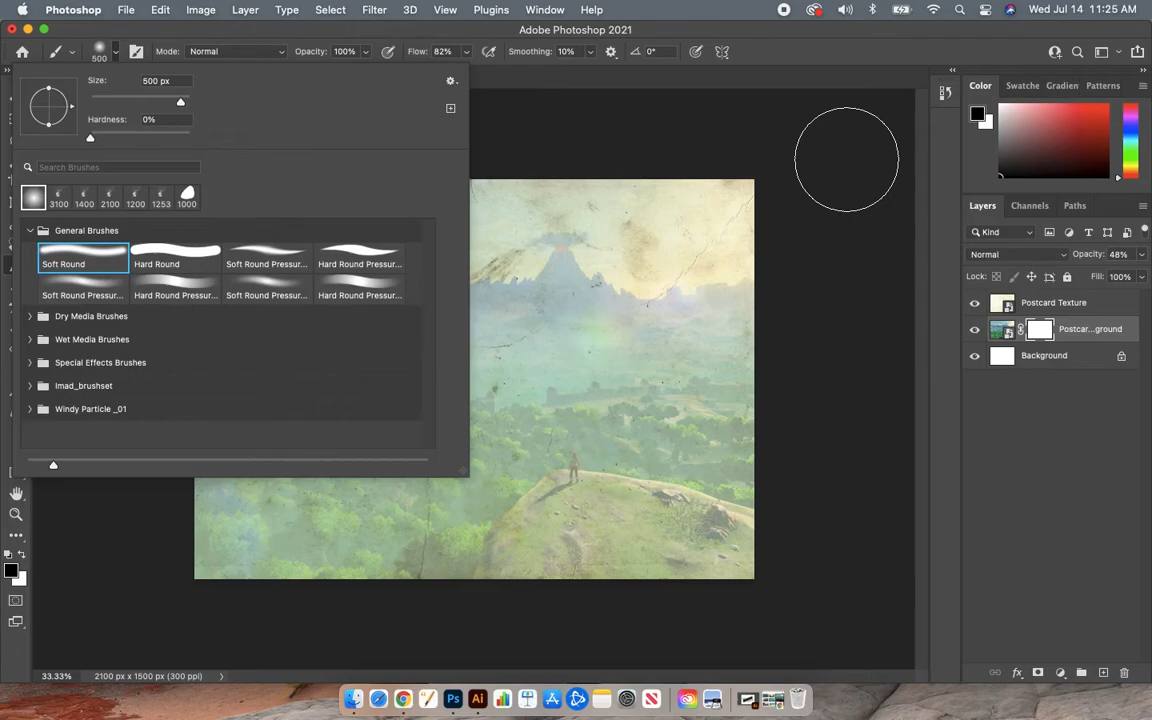 Photoshop File Edit Image Layer Type Select Filter 3D View Plugins Window Help Wed Jul 14 11:25 AM
Adobe Photoshop 2021
500 Mode: Normal Opacity: 100% Flow: 82% Smoothing: 10% 0°
Size: 500 px
Hardness: 0%
Search Brushes
3100 1400 2100 1200 1253 1000
General Brushes
Soft Round Hard Round Soft Round Pressur... Hard Round Pressure...
Soft Round Pressur... Hard Round Pressur... Soft Round Pressur... Hard Round Pressur...
Dry Media Brushes
Wet Media Brushes
Special Effects Brushes
Imad_brushset
Windy Particle _01
Color Swatche Gradien Patterns
Layers Channels Paths
Kind
Normal Opacity: 48%
Lock: Fill: 100%
Postcard Texture
Postcar...ground
Background
fx
33.33% 2100 px x 1500 px (300 ppi)
Ps Ai